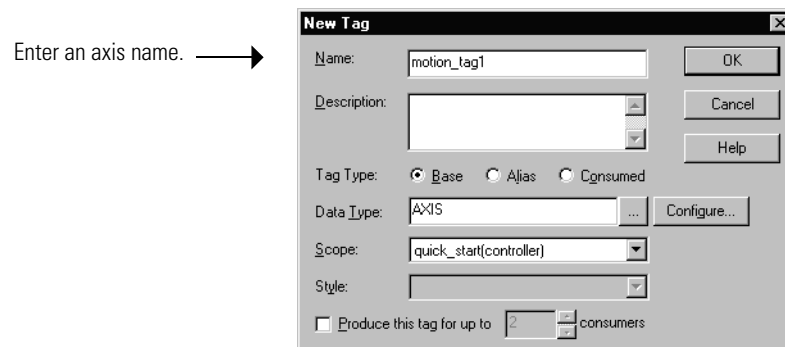 New Tag
Enter an axis name.
Name: motion_tag1 OK
Description: Cancel
Help
Tag Type: Base Alias Consumed
Data Type: AXIS ... Configure...
Scope: quick_start(controller)
Style:
Produce this tag for up to 2 consumers